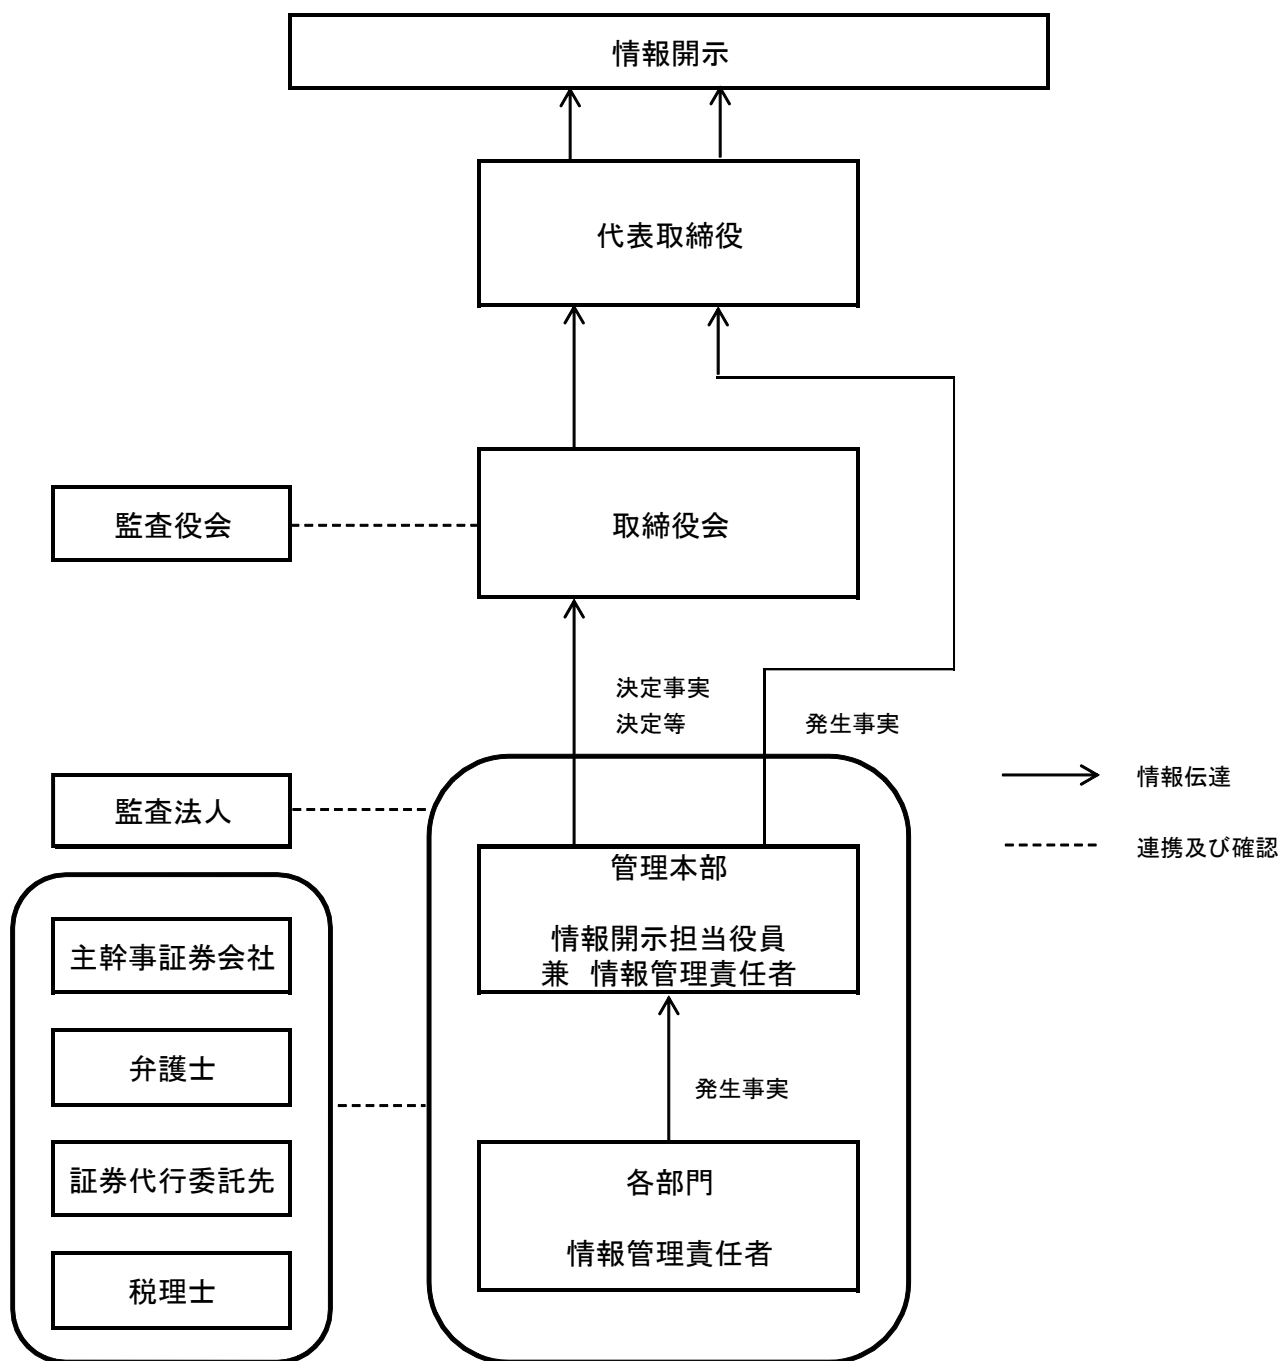 情報開示
代表取締役
監査役会
取締役会
決定事実
決定等
発生事実
監査法人
情報伝達
連携及び確認
管理本部
情報開示担当役員
兼　情報管理責任者
主幹事証券会社
弁護士
発生事実
証券代行委託先
各部門
情報管理責任者
税理士